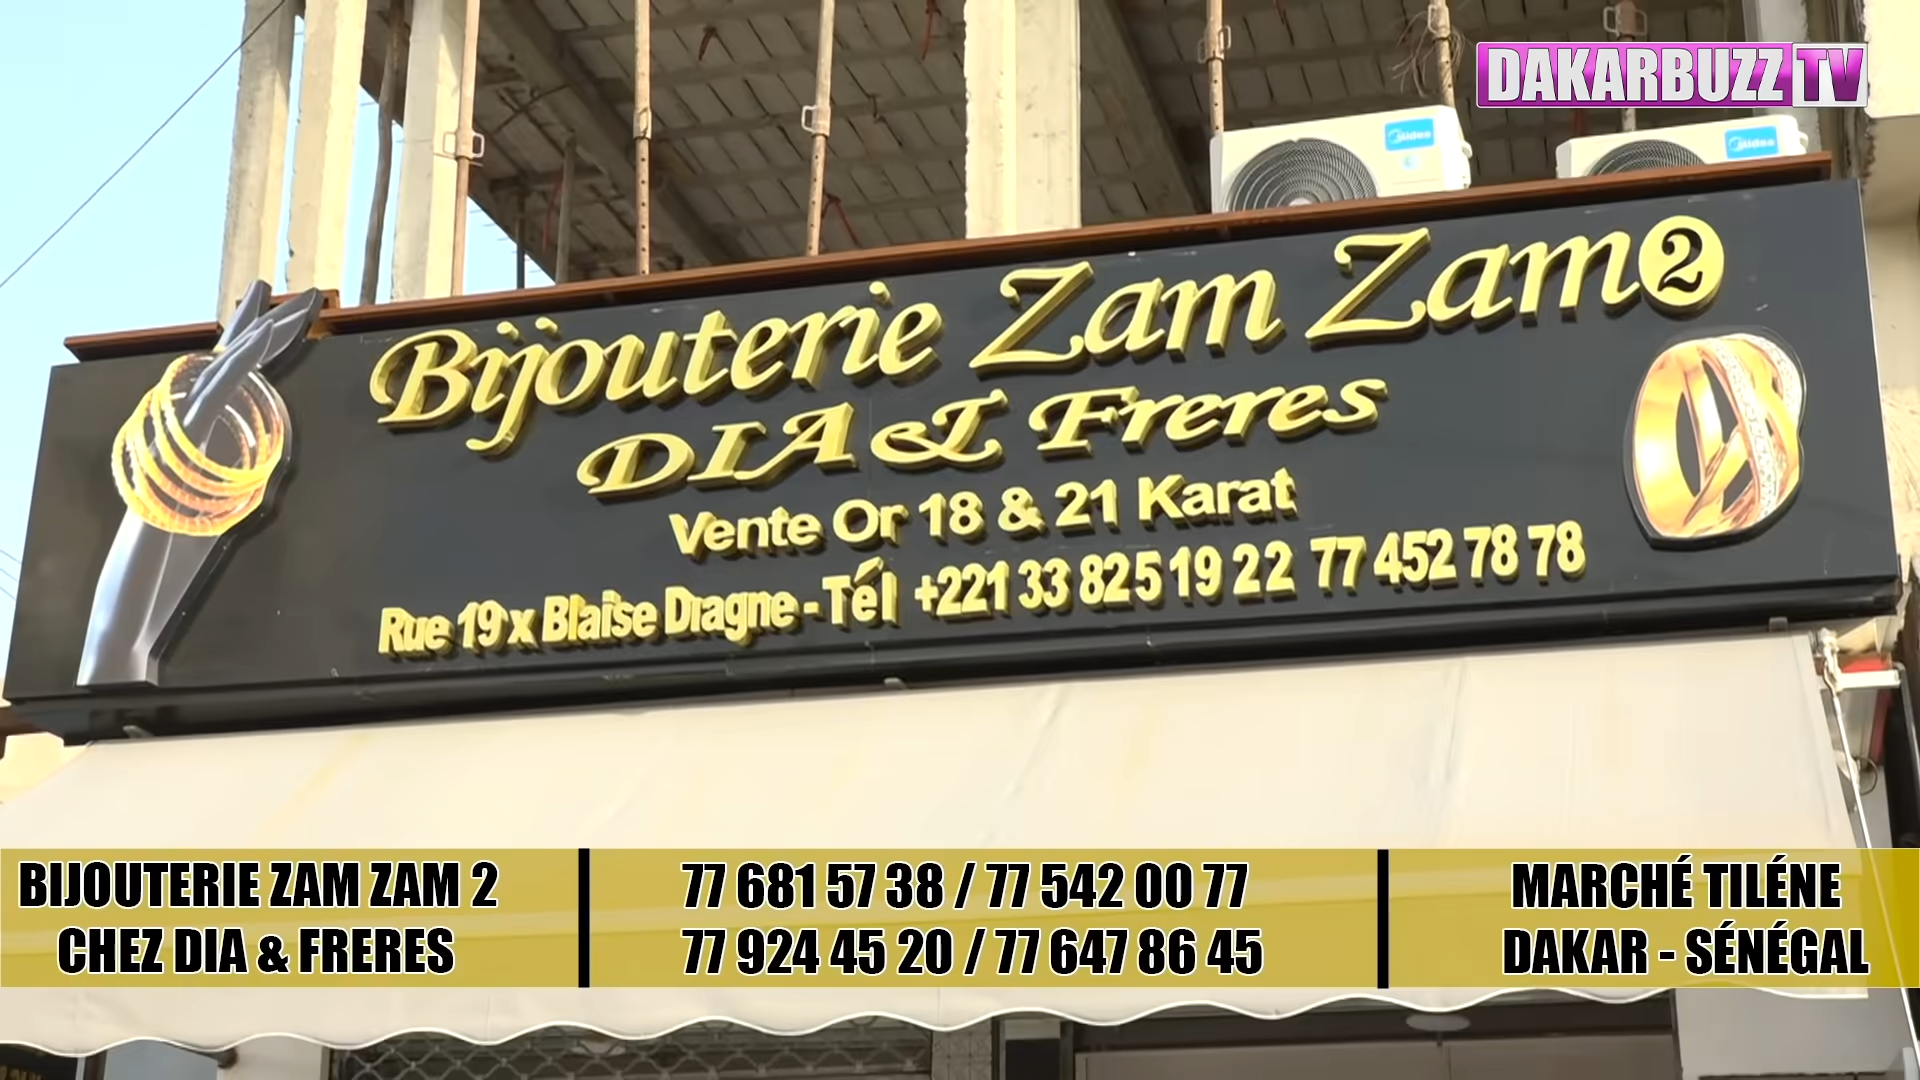 DAKARBUZZ TV
Midea
Midea
Bijouterie Zam Zam 2
DIA & Freres
Vente Or 18 & 21 Karat
Rue 19 x Blaise Diagne - Tél +221 33 825 19 22 77 452 78 78
BIJOUTERIE ZAM ZAM 2
CHEZ DIA & FRERES
77 681 57 38 / 77 542 00 77
77 924 45 20 / 77 647 86 45
MARCHÉ TILÉNE
DAKAR - SÉNÉGAL